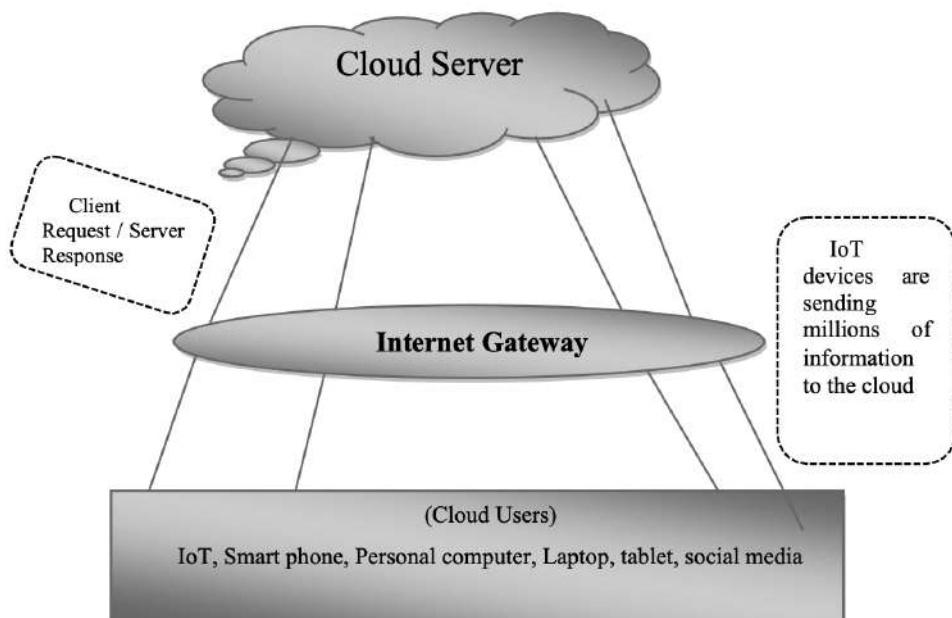 Cloud Server
Client
Request / Server
Response
IoT
devices are
sending
millions of
information
to the cloud
Internet Gateway
(Cloud Users)
IoT, Smart phone, Personal computer, Laptop, tablet, social media